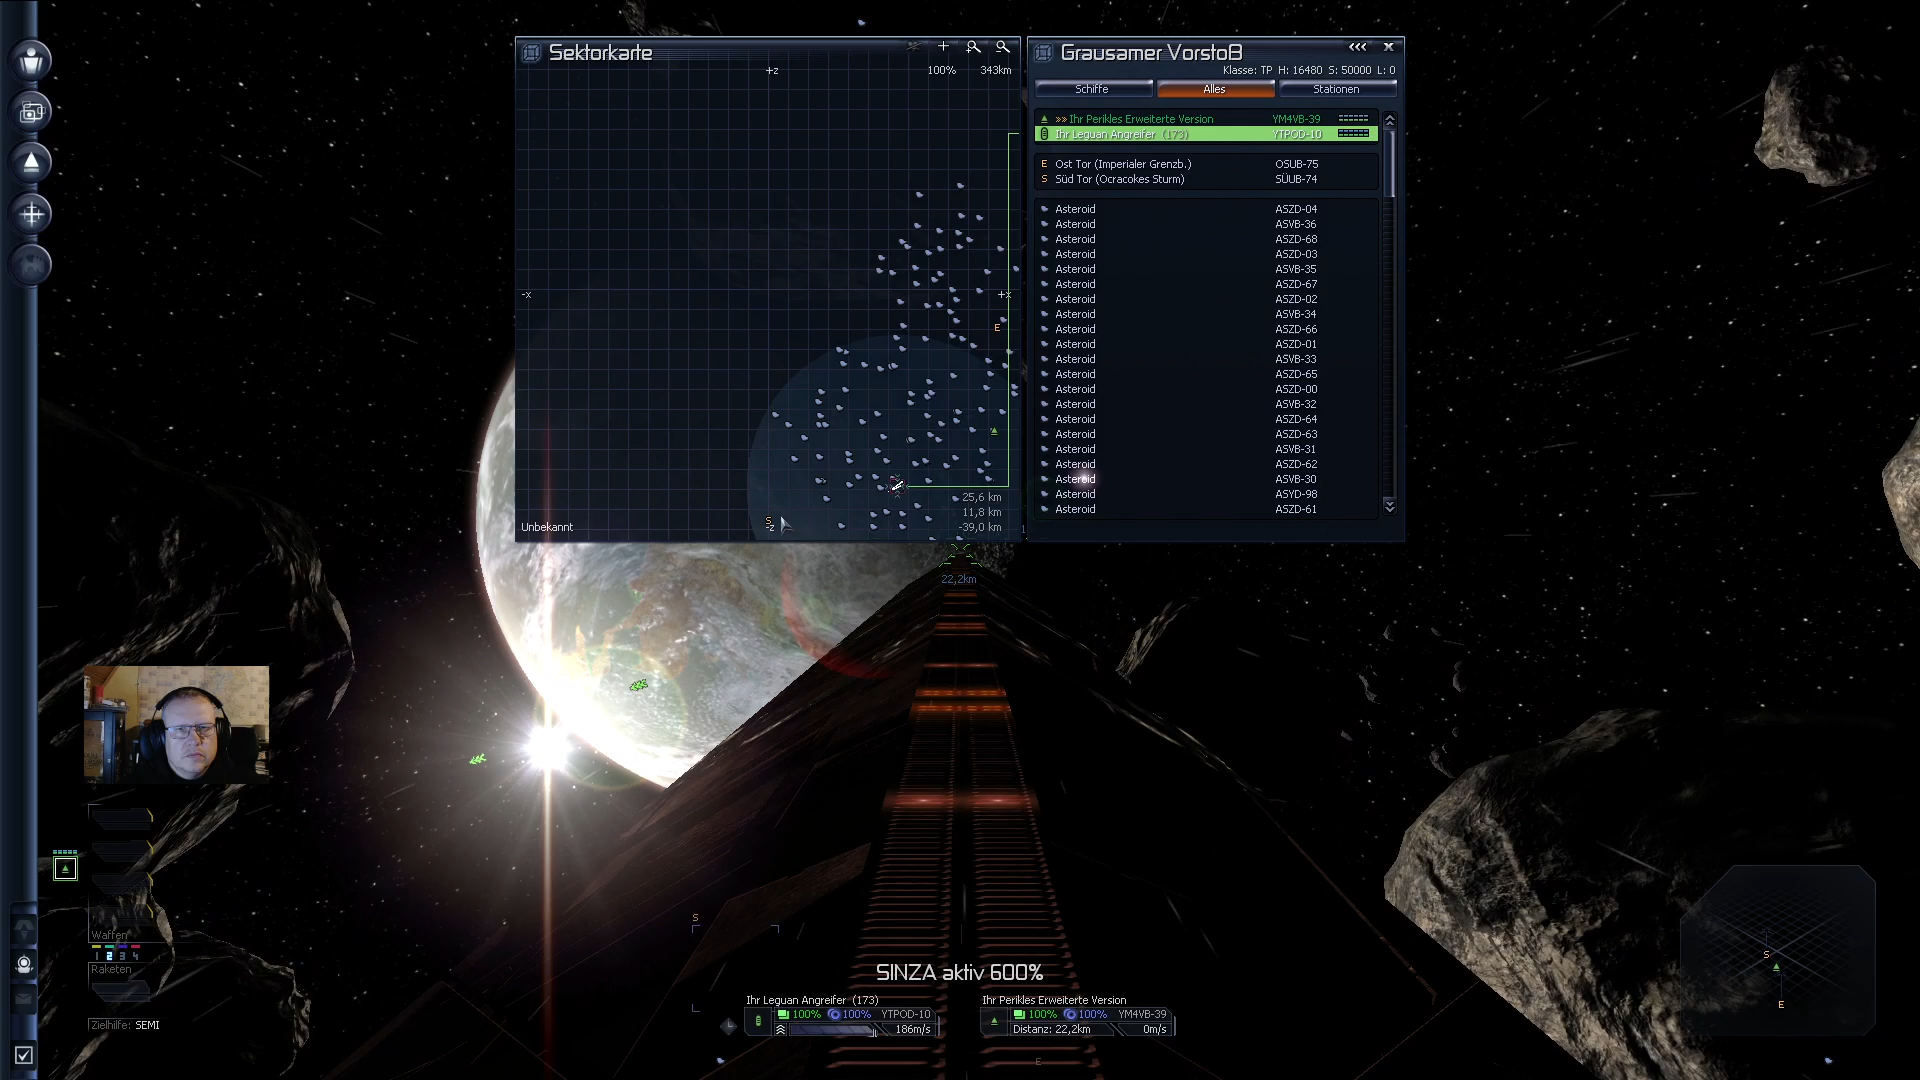 Sektorkarte
100% 343km
+z
-x
+x
E
S
-z
25,6 km
11,8 km
-39,0 km
Unbekannt
Grausamer Vorstoß
Klasse: TP H: 16480 S: 50000 L: 0
Schiffe Alles Stationen
>> Ihr Perikles Erweiterte Version YM4VB-39
Ihr Leguan Angreifer (173) YTPOD-10
E Ost Tor (Imperialer Grenzb.) OSUB-75
S Süd Tor (Ocracokes Sturm) SÜUB-74
Asteroid ASZD-04
Asteroid ASVB-36
Asteroid ASZD-68
Asteroid ASZD-03
Asteroid ASVB-35
Asteroid ASZD-67
Asteroid ASZD-02
Asteroid ASVB-34
Asteroid ASZD-66
Asteroid ASZD-01
Asteroid ASVB-33
Asteroid ASZD-65
Asteroid ASZD-00
Asteroid ASVB-32
Asteroid ASZD-64
Asteroid ASZD-63
Asteroid ASVB-31
Asteroid ASZD-62
Asteroid ASVB-30
Asteroid ASYD-98
Asteroid ASZD-61
22,2km
Waffen
1 2 3 4
Raketen
Zielhilfe: SEMI
S
SINZA aktiv 600%
Ihr Leguan Angreifer (173)
100% 100% YTPOD-10
186m/s
Ihr Perikles Erweiterte Version
100% 100% YM4VB-39
Distanz: 22,2km 0m/s
E
S
E